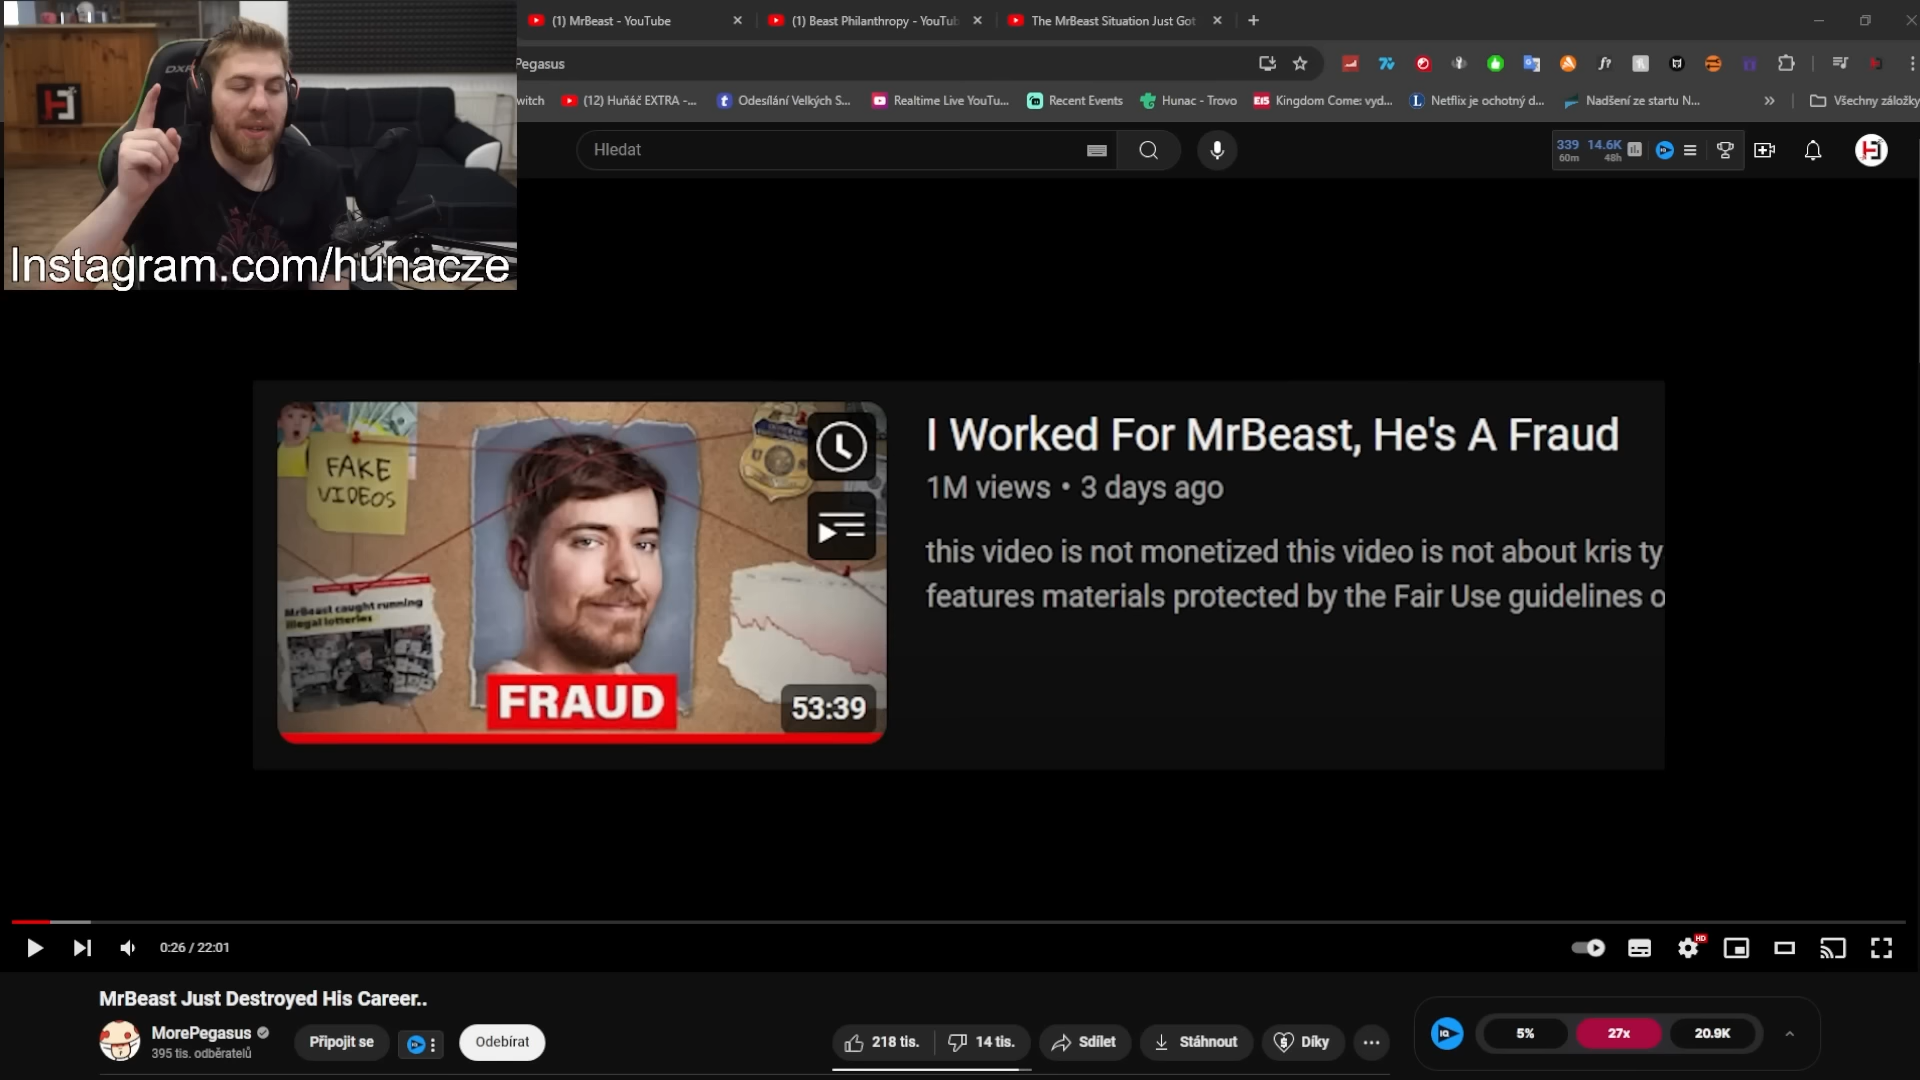 (1) MrBeast - YouTube
(1) Beast Philanthropy - YouTub
The MrBeast Situation Just Got
Pegasus
witch
(12) Huňáč EXTRA -...
Odesílání Velkých S...
Realtime Live YouTu...
Recent Events
Hunac - Trovo
Kingdom Come: vyd...
Netflix je ochotný d...
Nadšení ze startu N...
»
Všechny záložky
Hledat
339 14.6K
60m 48h
DXR
Instagram.com/hunacze
FAKE
VIDEOS
MrBeast caught running
illegal lotteries
FRAUD
53:39
I Worked For MrBeast, He's A Fraud
1M views • 3 days ago
this video is not monetized this video is not about kris ty
features materials protected by the Fair Use guidelines o
0:26 / 22:01
HD
MrBeast Just Destroyed His Career..
MorePegasus
395 tis. odběratelů
Připojit se
Odebírat
218 tis.
14 tis.
Sdílet
Stáhnout
Díky
5%
27x
20.9K